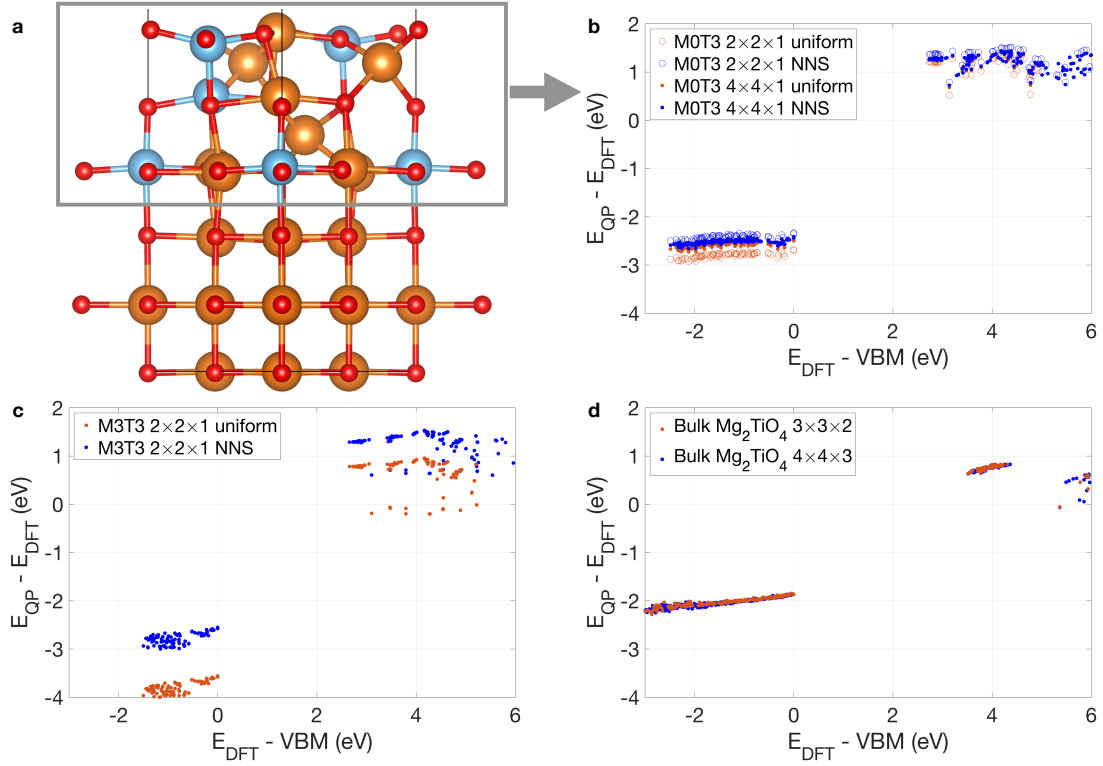 a
b
M0T3 2×2×1 uniform
M0T3 2×2×1 NNS
M0T3 4×4×1 uniform
M0T3 4×4×1 NNS
2
1
0
-1
-2
-3
-4
E_QP - E_DFT (eV)
-2 0 2 4 6
E_DFT - VBM (eV)
c
M3T3 2×2×1 uniform
M3T3 2×2×1 NNS
2
1
0
-1
-2
-3
-4
E_QP - E_DFT (eV)
-2 0 2 4 6
E_DFT - VBM (eV)
d
Bulk Mg₂TiO₄ 3×3×2
Bulk Mg₂TiO₄ 4×4×3
2
1
0
-1
-2
-3
-4
E_QP - E_DFT (eV)
-2 0 2 4 6
E_DFT - VBM (eV)